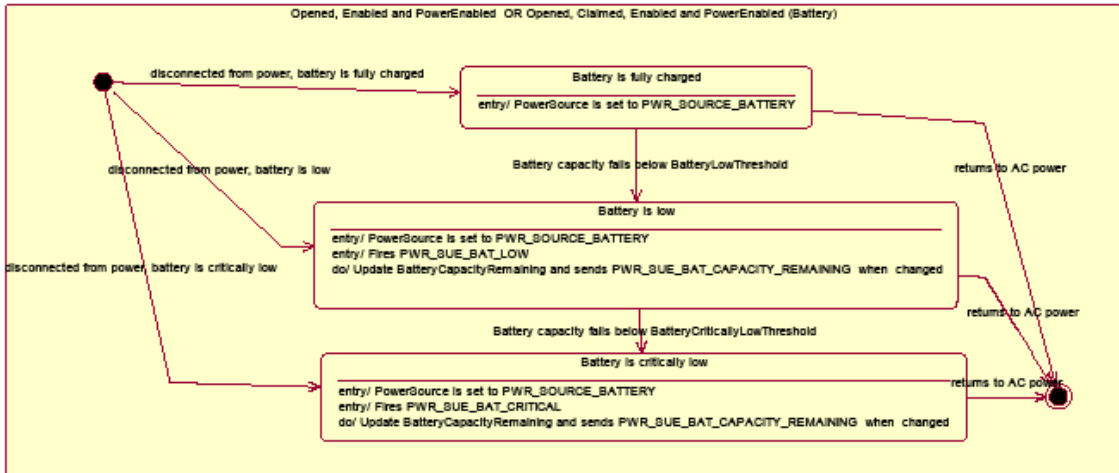 Opened, Enabled and PowerEnabled OR Opened, Claimed, Enabled and PowerEnabled (Battery)
disconnected from power, battery is fully charged
Battery is fully charged
entry/ PowerSource is set to PWR_SOURCE_BATTERY
Battery capacity falls below BatteryLowThreshold
disconnected from power, battery is low
returns to AC power
Battery is low
entry/ PowerSource is set to PWR_SOURCE_BATTERY
entry/ Fires PWR_SUE_BAT_LOW
do/ Update BatteryCapacityRemaining and sends PWR_SUE_BAT_CAPACITY_REMAINING when changed
disconnected from power, battery is critically low
returns to AC power
Battery capacity falls below BatteryCriticallyLowThreshold
Battery is critically low
entry/ PowerSource is set to PWR_SOURCE_BATTERY
entry/ Fires PWR_SUE_BAT_CRITICAL
do/ Update BatteryCapacityRemaining and sends PWR_SUE_BAT_CAPACITY_REMAINING when changed
returns to AC power